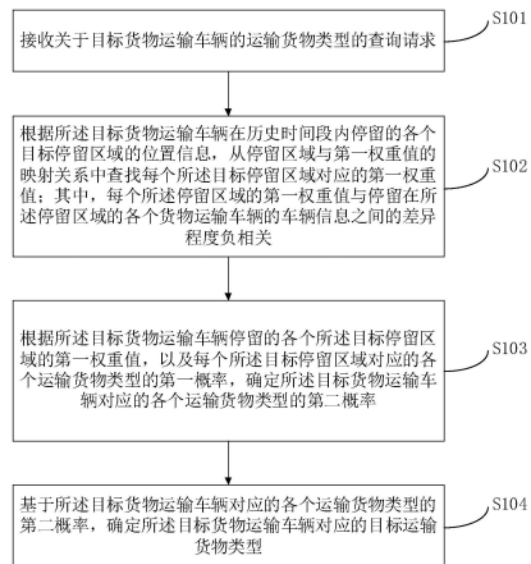 接收关于目标货物运输车辆的运输货物类型的查询请求
S101
根据所述目标货物运输车辆在历史时间段内停留的各个
目标停留区域的位置信息，从停留区域与第一权重值的
映射关系中查找每个所述目标停留区域对应的第一权重
值；其中，每个所述停留区域的第一权重值与停留在所
述停留区域的各个货物运输车辆的车辆信息之间的差异
程度负相关
S102
根据所述目标货物运输车辆停留的各个所述目标停留区
域的第一权重值，以及每个所述目标停留区域对应的各
个运输货物类型的第一概率，确定所述目标货物运输车
辆对应的各个运输货物类型的第二概率
S103
基于所述目标货物运输车辆对应的各个运输货物类型的
第二概率，确定所述目标货物运输车辆对应的目标运输
货物类型
S104